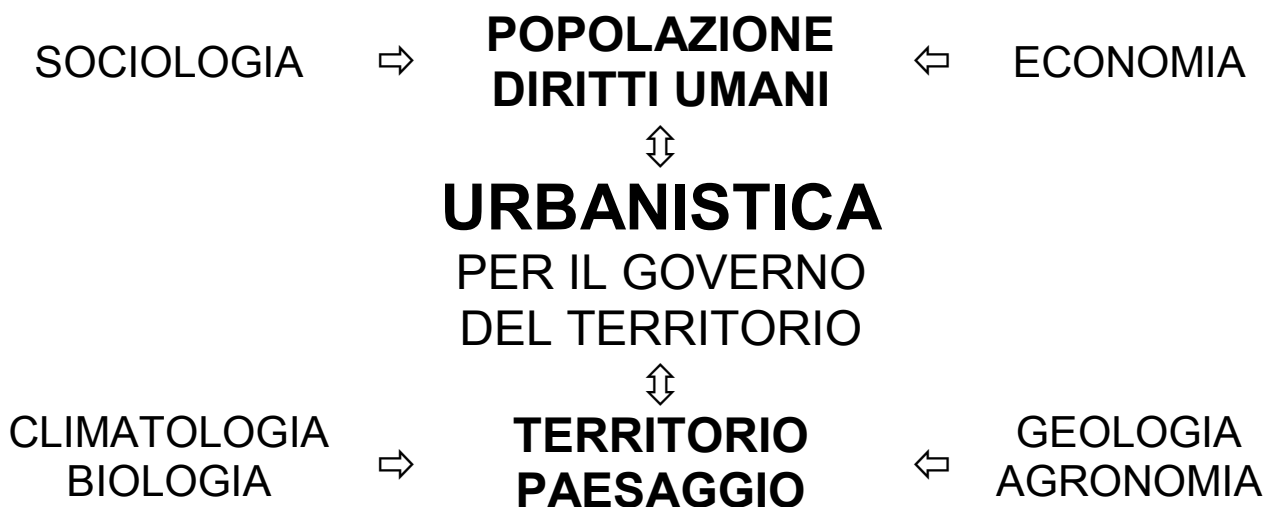 SOCIOLOGIA ⇨ POPOLAZIONE DIRITTI UMANI ⇦ ECONOMIA
⇳
URBANISTICA
PER IL GOVERNO
DEL TERRITORIO
⇳
CLIMATOLOGIA BIOLOGIA ⇨ TERRITORIO PAESAGGIO ⇦ GEOLOGIA AGRONOMIA